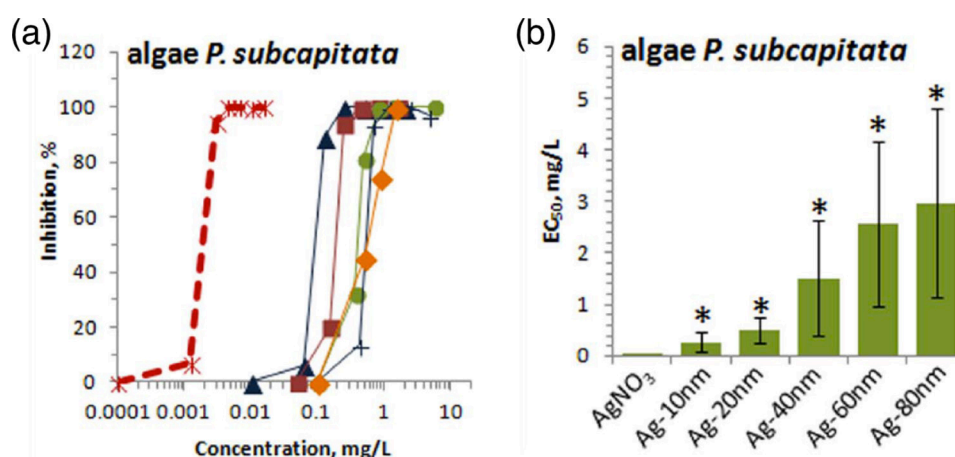 (a)
algae P. subcapitata
120
100
80
60
40
20
0
Inhibition, %
0.0001 0.001 0.01 0.1 1 10
Concentration, mg/L
(b)
algae P. subcapitata
6
5
4
3
2
1
0
EC₅₀, mg/L
* * * * *
AgNO₃ Ag-10nm Ag-20nm Ag-40nm Ag-60nm Ag-80nm